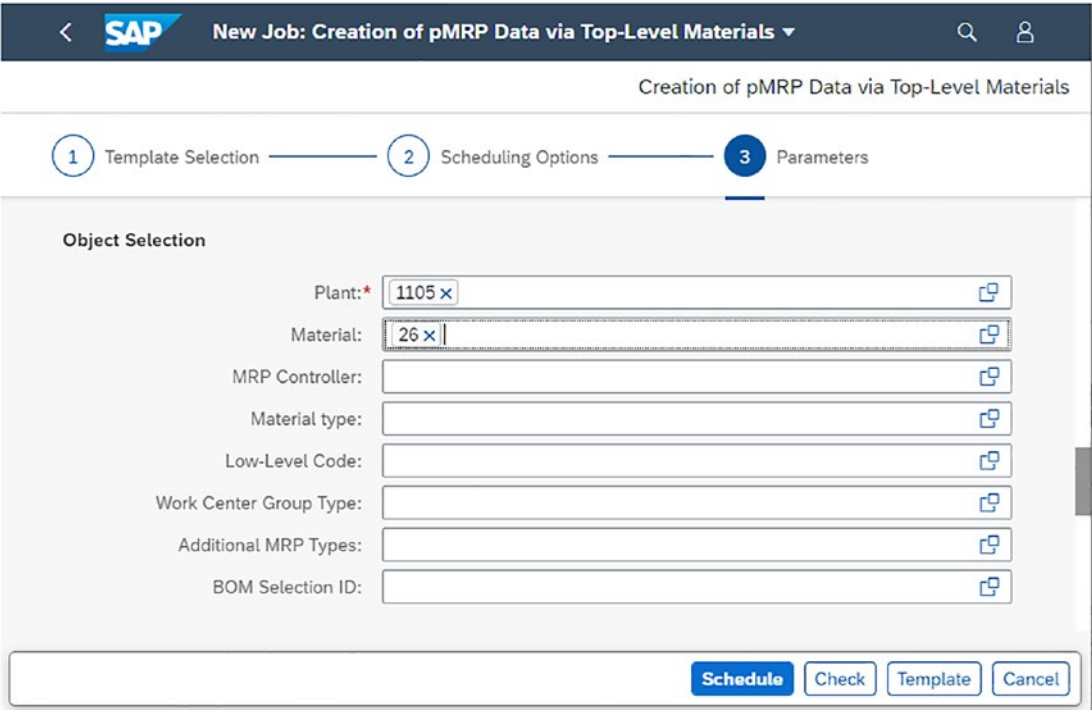 SAP New Job: Creation of pMRP Data via Top-Level Materials
Creation of pMRP Data via Top-Level Materials
1 Template Selection 2 Scheduling Options 3 Parameters
Object Selection
Plant:* 1105
Material: 26
MRP Controller:
Material type:
Low-Level Code:
Work Center Group Type:
Additional MRP Types:
BOM Selection ID:
Schedule Check Template Cancel